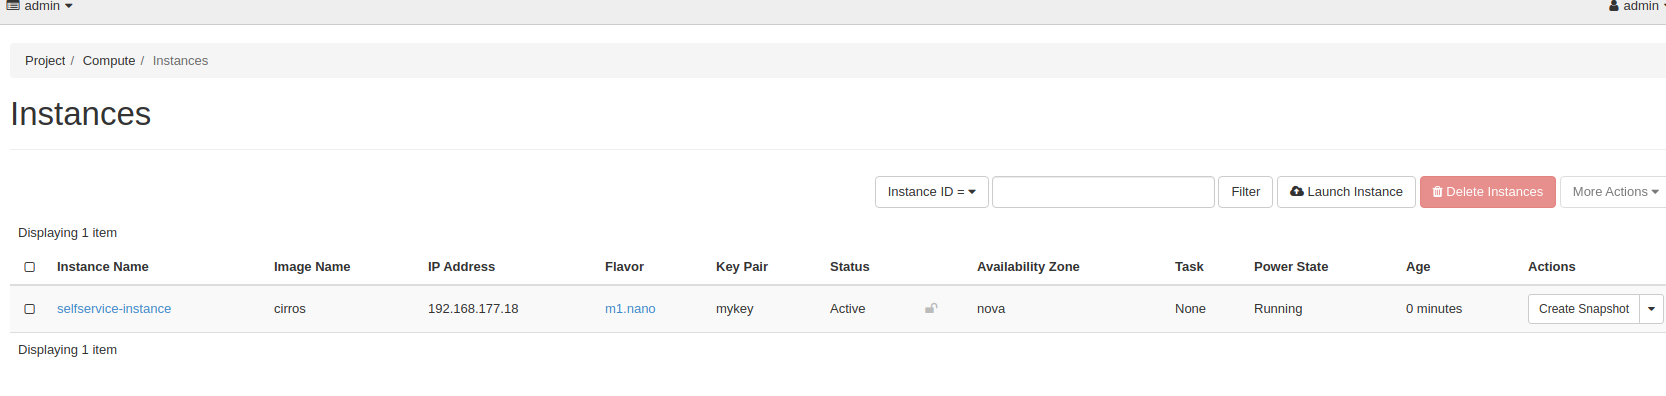 admin admin
Project / Compute / Instances
Instances
Instance ID = Filter Launch Instance Delete Instances More Actions
Displaying 1 item
Instance Name Image Name IP Address Flavor Key Pair Status Availability Zone Task Power State Age Actions
selfservice-instance cirros 192.168.177.18 m1.nano mykey Active nova None Running 0 minutes Create Snapshot
Displaying 1 item